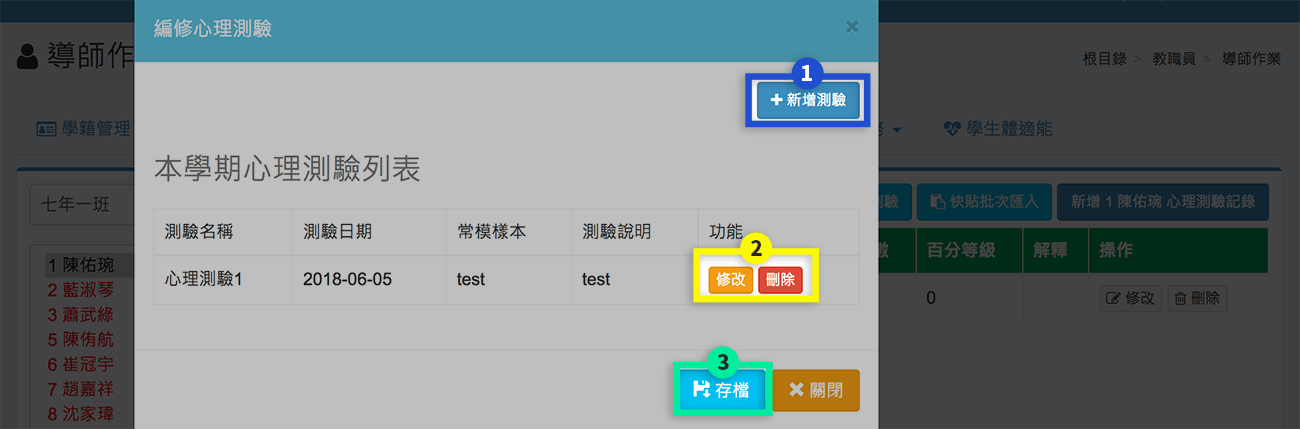 編修心理測驗
×
導師作
根目錄 > 教職員 > 導師作業
1
+ 新增測驗
學籍管理
學生體適能
本學期心理測驗列表
七年一班
驗
快貼批次匯入
新增 1 陳佑琬 心理測驗記錄
測驗名稱 測驗日期 常模樣本 測驗說明 功能
數 百分等級 解釋 操作
2
心理測驗1 2018-06-05 test test 修改 刪除
0 修改 刪除
1 陳佑琬
2 藍淑琴
3 蕭武綠
5 陳侑航
6 崔冠宇
7 趙嘉祥
8 沈家瑋
3
存檔
關閉